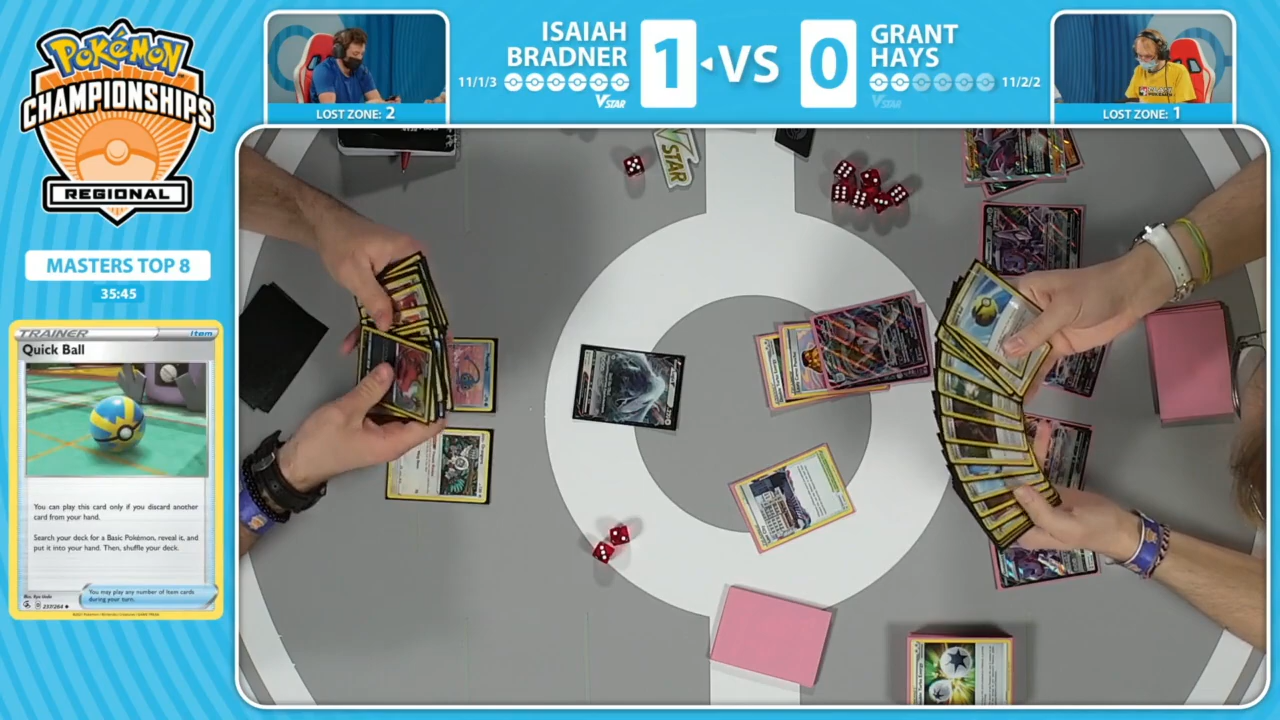 Pokémon
CHAMPIONSHIPS
REGIONAL
MASTERS TOP 8
35:45
TRAINER
Item
Quick Ball
You can play this card only if you discard another
card from your hand.
Search your deck for a Basic Pokémon, reveal it, and
put it into your hand. Then, shuffle your deck.
You may play any number of Item cards
during your turn.
237/264
ISAIAH
BRADNER
11/1/3
VSTAR
LOST ZONE: 2
1
VS
0
GRANT
HAYS
11/2/2
VSTAR
LOST ZONE: 1
VSTAR